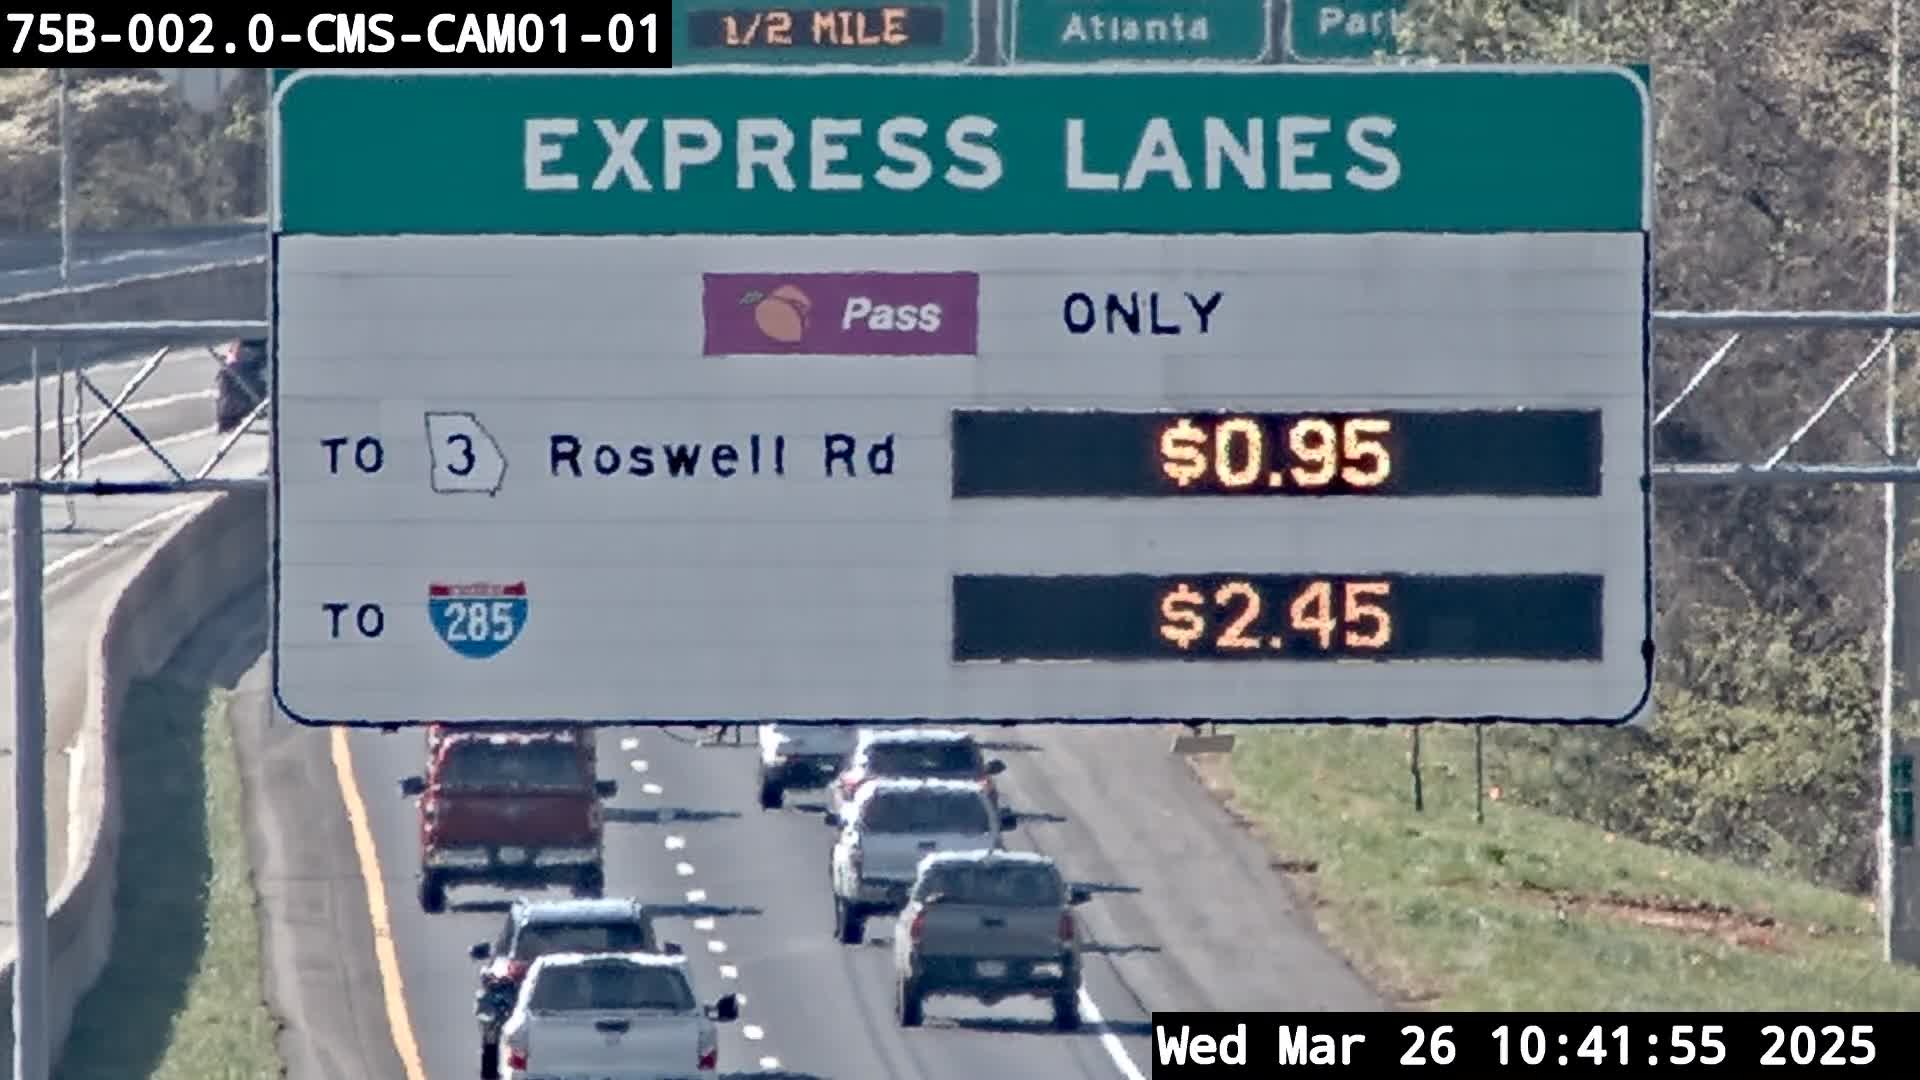 75B-002.0-CMS-CAM01-01
1/2 MILE
Atlanta
EXPRESS LANES
Pass ONLY
TO 3 Roswell Rd $0.95
TO 285 $2.45
Wed Mar 26 10:41:55 2025